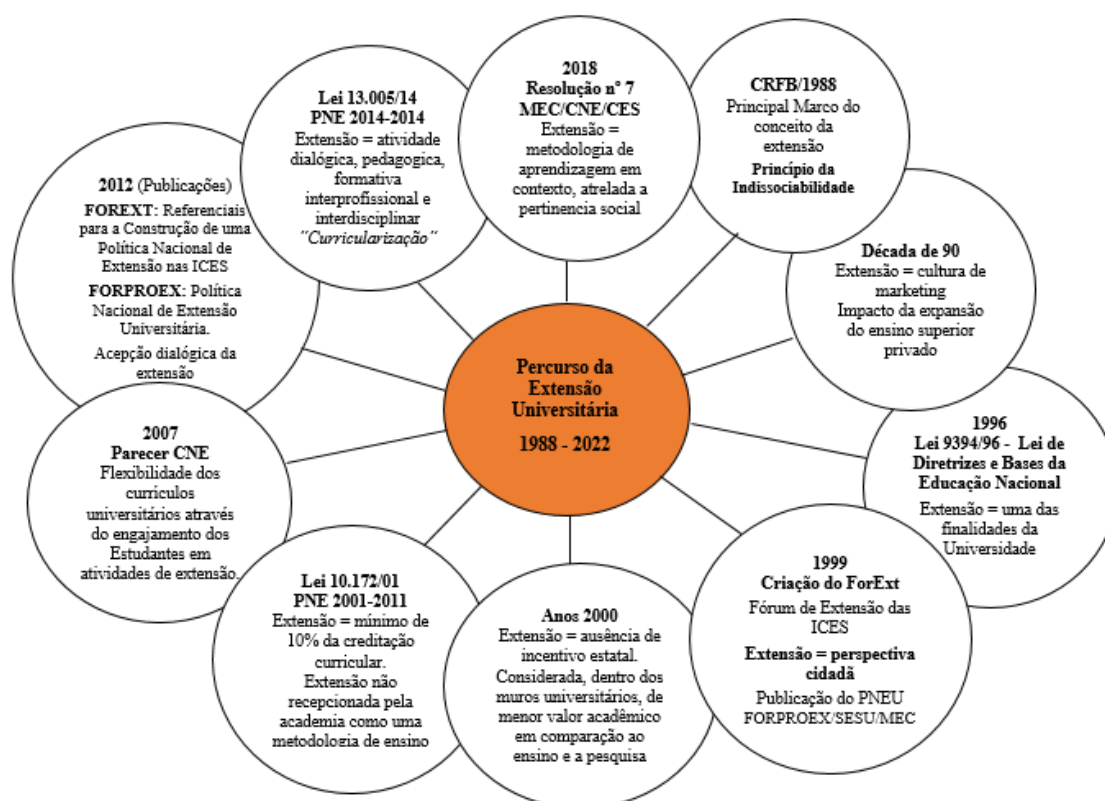 Percurso da
Extensão
Universitária
1988 - 2022
CRFB/1988
Principal Marco do
conceito da
extensão
Princípio da
Indissociabilidade
Década de 90
Extensão = cultura de
marketing
Impacto da expansão
do ensino superior
privado
1996
Lei 9394/96 - Lei de
Diretrizes e Bases da
Educação Nacional
Extensão = uma das
finalidades da
Universidade
1999
Criação do ForExt
Fórum de Extensão das
ICES
Extensão = perspectiva
cidadã
Publicação do PNEU
FORPROEX/SESU/MEC
Anos 2000
Extensão = ausência de
incentivo estatal.
Considerada, dentro dos
muros universitários, de
menor valor acadêmico
em comparação ao
ensino e a pesquisa
Lei 10.172/01
PNE 2001-2011
Extensão = mínimo de
10% da creditação
curricular.
Extensão não
recepcionada pela
academia como uma
metodologia de ensino
2007
Parecer CNE
Flexibilidade dos
currículos
universitários através
do engajamento dos
Estudantes em
atividades de extensão.
2012 (Publicações)
FOREXT: Referenciais
para a Construção de uma
Política Nacional de
Extensão nas ICES
FORPROEX: Política
Nacional de Extensão
Universitária.
Acepção dialógica da
extensão
Lei 13.005/14
PNE 2014-2014
Extensão = atividade
dialógica, pedagogica,
formativa
interprofissional e
interdisciplinar
"Curricularização"
2018
Resolução nº 7
MEC/CNE/CES
Extensão =
metodologia de
aprendizagem em
contexto, atrelada a
pertinencia social